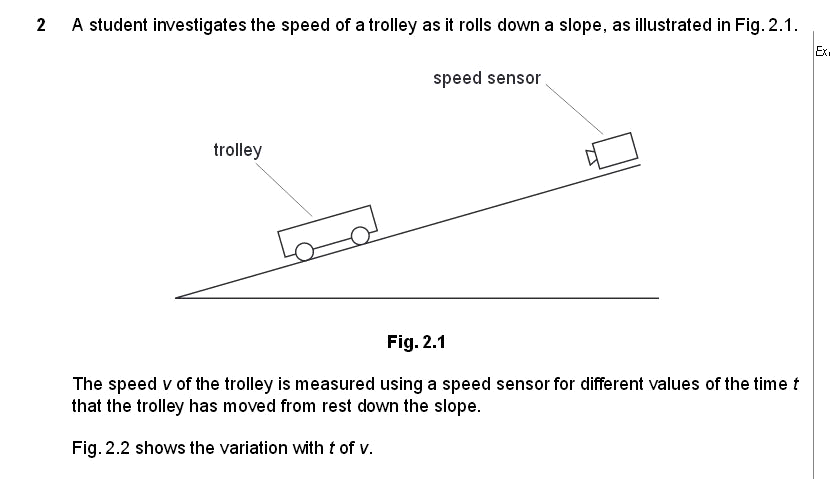 2 A student investigates the speed of a trolley as it rolls down a slope, as illustrated in Fig. 2.1.
speed sensor
trolley
Fig. 2.1
The speed v of the trolley is measured using a speed sensor for different values of the time t
that the trolley has moved from rest down the slope.
Fig. 2.2 shows the variation with t of v.